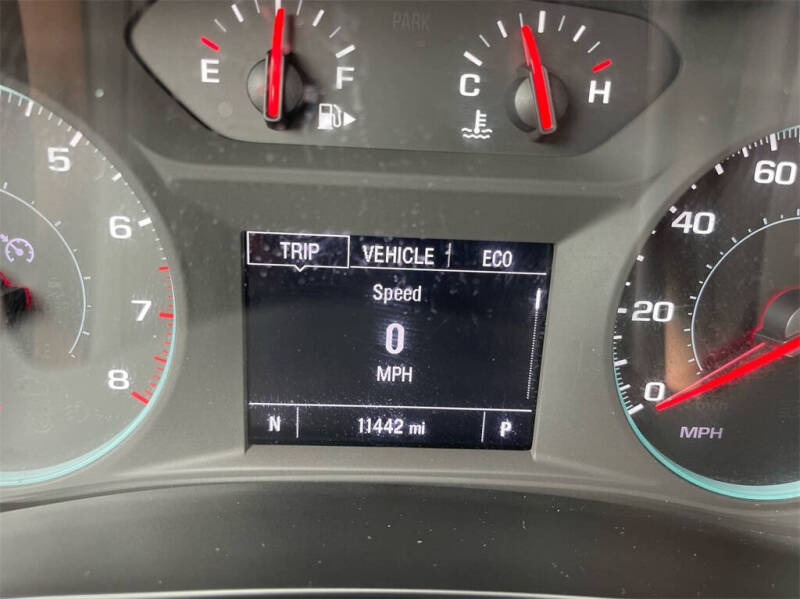 PARK
E F
C H
5
6
7
8
TRIP VEHICLE ECO
Speed
0
MPH
N 11442 mi P
60
40
20
0
MPH